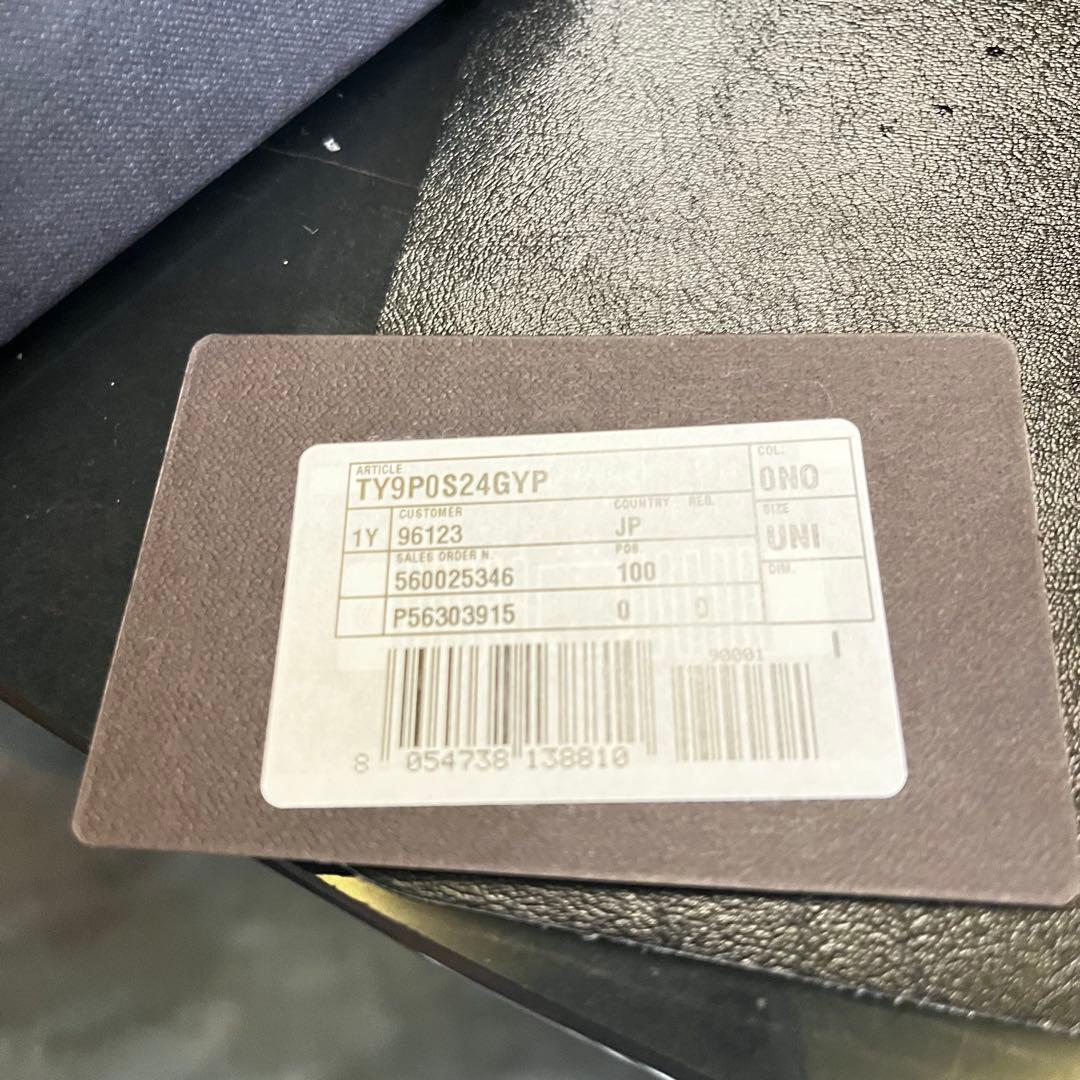 ARTICLE
TY9P0S24GYP
COL.
0NO
CUSTOMER COUNTRY REG.
1Y 96123 JP
SIZE
UNI
SALES ORDER N. POS.
560025346 100
DIM.
P56303915 0 0
90001
8 054738 138810